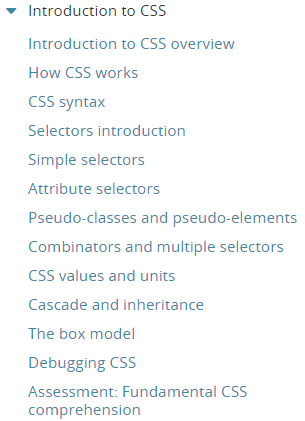 Introduction to CSS
Introduction to CSS overview
How CSS works
CSS syntax
Selectors introduction
Simple selectors
Attribute selectors
Pseudo-classes and pseudo-elements
Combinators and multiple selectors
CSS values and units
Cascade and inheritance
The box model
Debugging CSS
Assessment: Fundamental CSS
comprehension